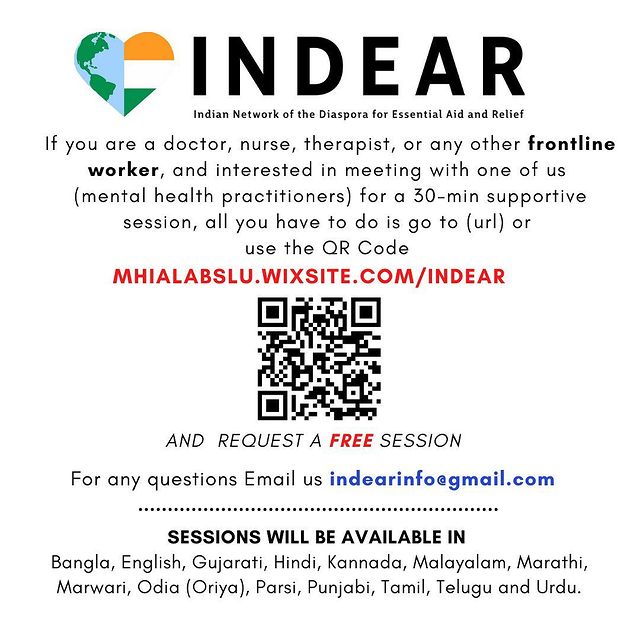 INDEAR
Indian Network of the Diaspora for Essential Aid and Relief
If you are a doctor, nurse, therapist, or any other frontline
worker, and interested in meeting with one of us
(mental health practitioners) for a 30-min supportive
session, all you have to do is go to (url) or
use the QR Code
MHIALABSLU.WIXSITE.COM/INDEAR
AND REQUEST A FREE SESSION
For any questions Email us indearinfo@gmail.com
SESSIONS WILL BE AVAILABLE IN
Bangla, English, Gujarati, Hindi, Kannada, Malayalam, Marathi,
Marwari, Odia (Oriya), Parsi, Punjabi, Tamil, Telugu and Urdu.